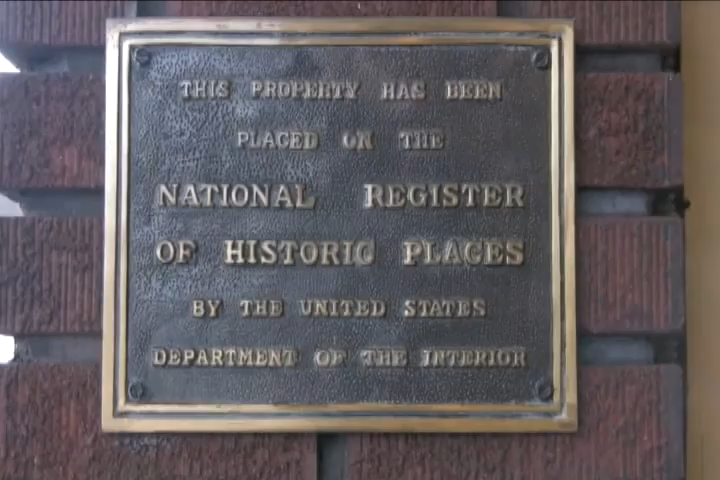 THIS PROPERTY HAS BEEN
PLACED ON THE
NATIONAL REGISTER
OF HISTORIC PLACES
BY THE UNITED STATES
DEPARTMENT OF THE INTERIOR